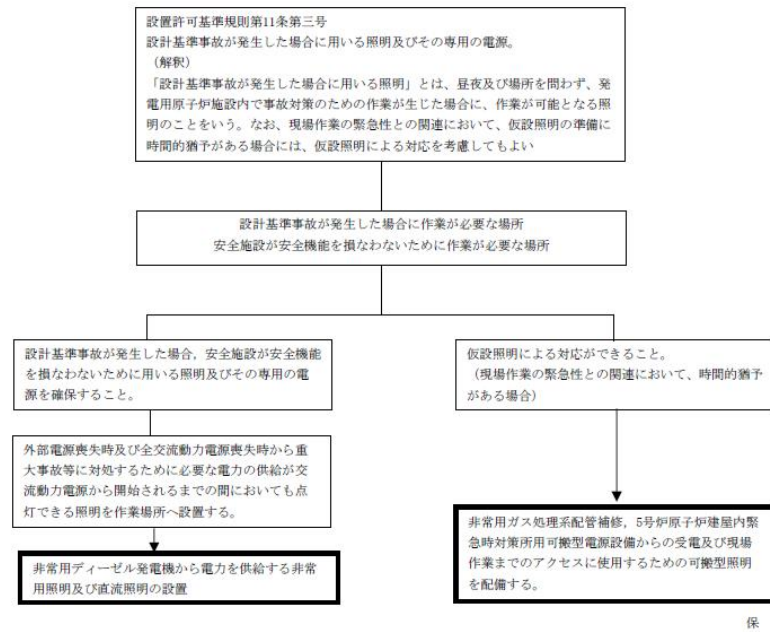 設置許可基準規則第11条第三号
設計基準事故が発生した場合に用いる照明及びその専用の電源。
（解釈）
「設計基準事故が発生した場合に用いる照明」とは、昼夜及び場所を問わず、発
電用原子炉施設内で事故対策のための作業が生じた場合に、作業が可能となる照
明のことをいう。なお、現場作業の緊急性との関連において、仮設照明の準備に
時間的猶予がある場合には、仮設照明による対応を考慮してもよい
設計基準事故が発生した場合に作業が必要な場所
安全施設が安全機能を損なわないために作業が必要な場所
設計基準事故が発生した場合，安全施設が安全機能
を損なわないために用いる照明及びその専用の電
源を確保すること。
外部電源喪失時及び全交流動力電源喪失時から重
大事故等に対処するために必要な電力の供給が交
流動力電源から開始されるまでの間においても点
灯できる照明を作業場所へ設置する。
非常用ディーゼル発電機から電力を供給する非常
用照明及び直流照明の設置
仮設照明による対応ができること。
（現場作業の緊急性との関連において、時間的猶予
がある場合）
非常用ガス処理系配管補修，5号炉原子炉建屋内緊
急時対策所用可搬型電源設備からの受電及び現場
作業までのアクセスに使用するための可搬型照明
を配備する。
保